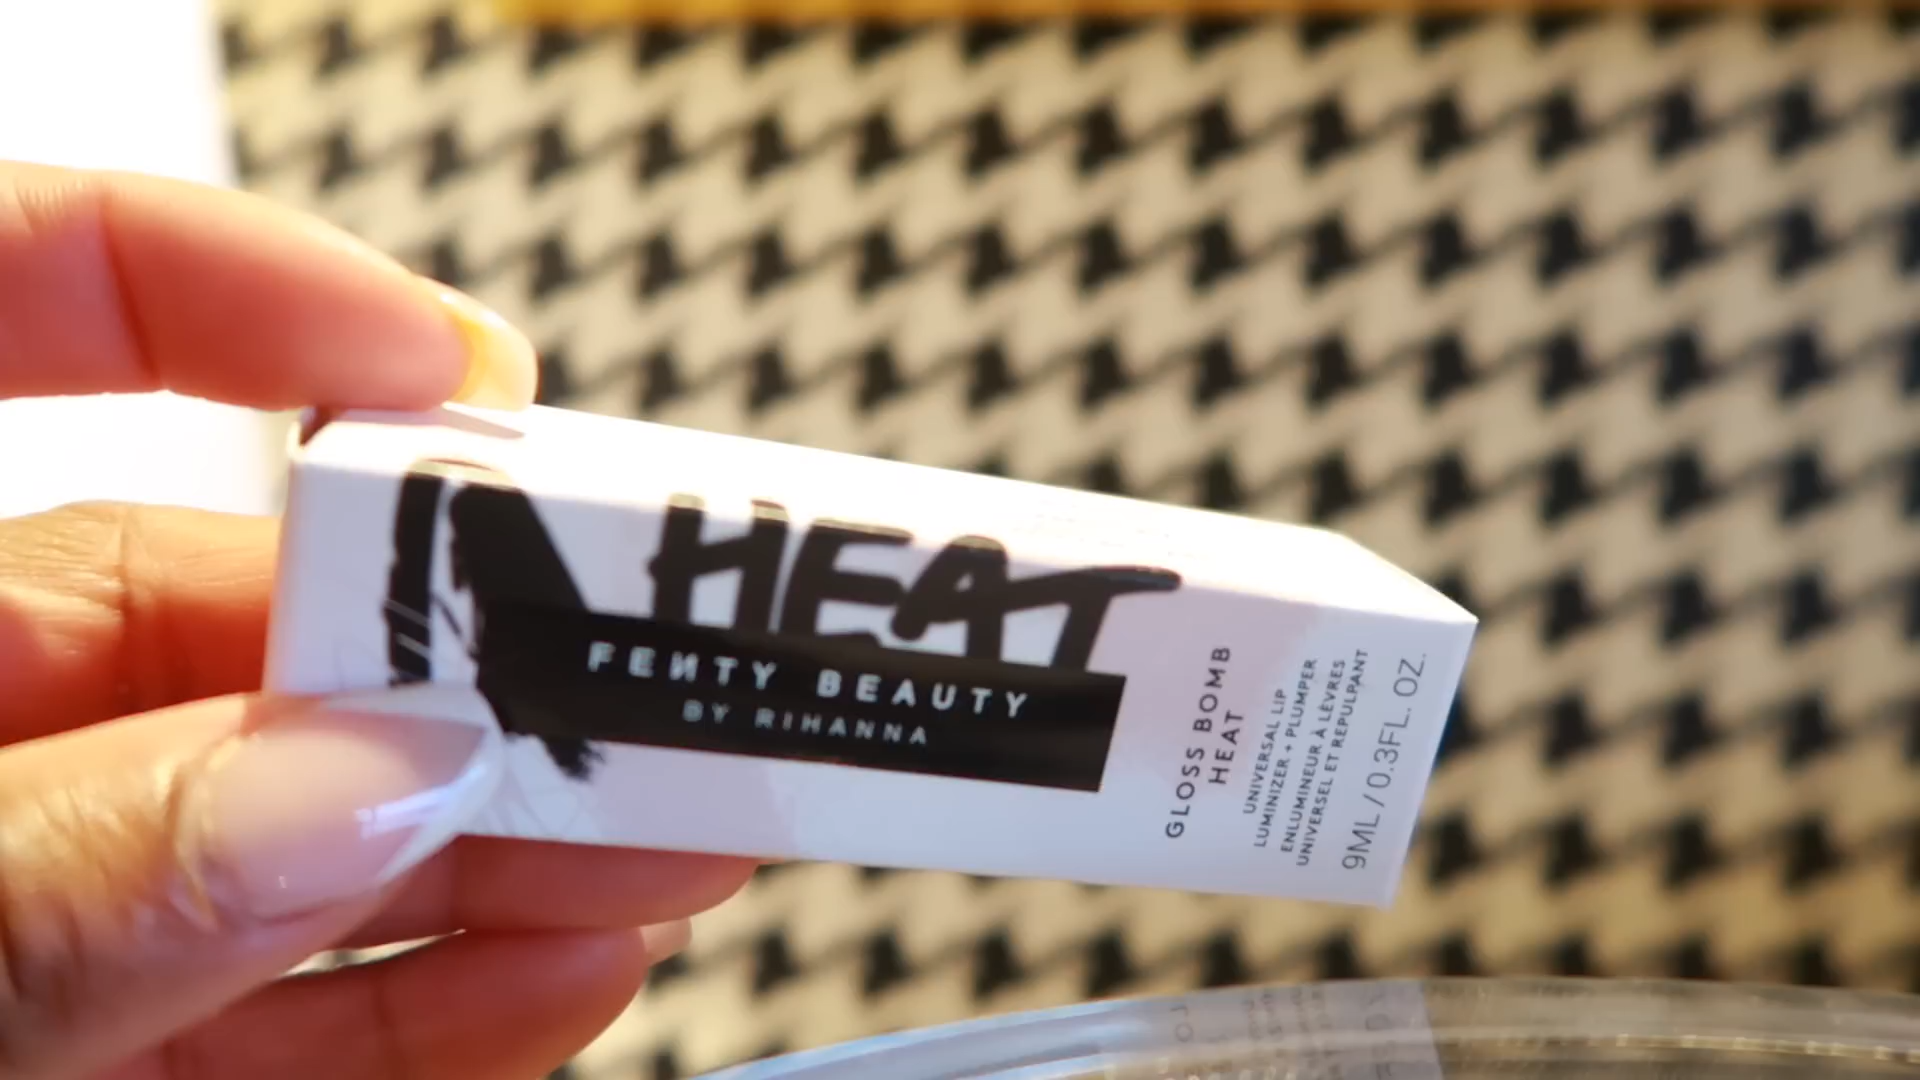 HEAT
FENTY BEAUTY
BY RIHANNA
GLOSS BOMB
HEAT
UNIVERSAL LIP
LUMINIZER + PLUMPER
ENLUMINEUR À LÈVRES
UNIVERSEL ET REPULPANT
9ML / 0.3FL. OZ.